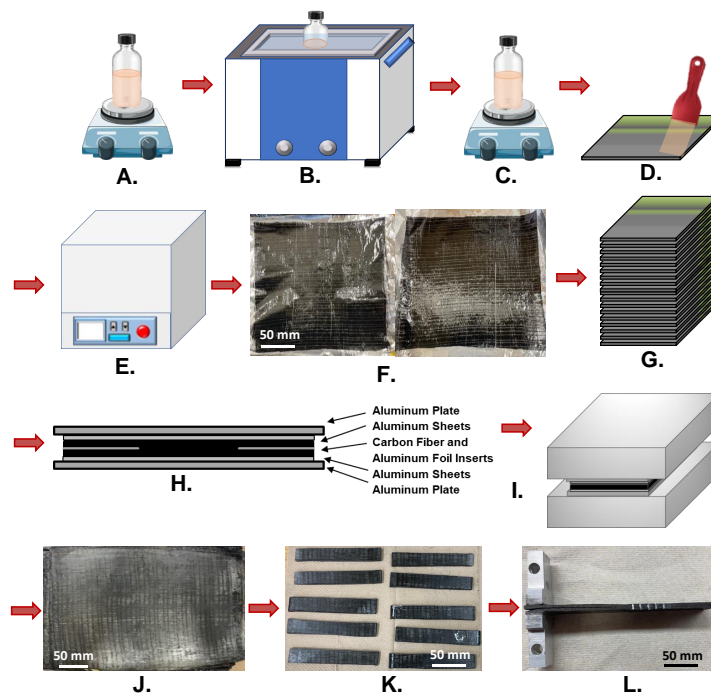 A.
B.
C.
D.
E.
50 mm
F.
G.
Aluminum Plate
Aluminum Sheets
Carbon Fiber and
Aluminum Foil Inserts
Aluminum Sheets
Aluminum Plate
H.
I.
50 mm
J.
50 mm
K.
50 mm
L.